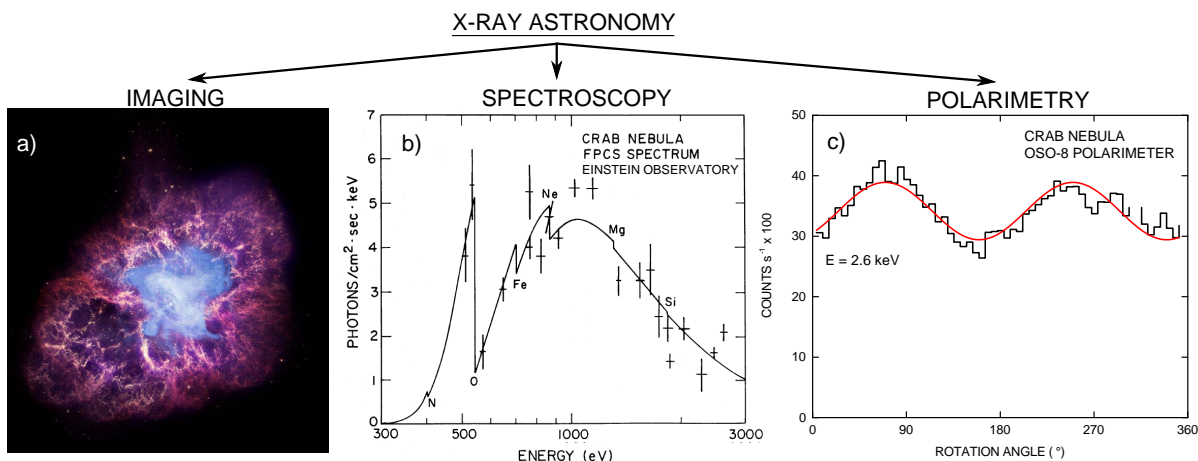 X-RAY ASTRONOMY
IMAGING
SPECTROSCOPY
POLARIMETRY
a)
b)
CRAB NEBULA
FPCS SPECTRUM
EINSTEIN OBSERVATORY
7
6
5
4
3
2
1
0
PHOTONS/cm² · sec · keV
N
O
Fe
Ne
Mg
Si
300
500
1000
3000
ENERGY (eV)
c)
CRAB NEBULA
OSO-8 POLARIMETER
50
40
30
20
10
0
COUNTS s⁻¹ x 100
E = 2.6 keV
0
90
180
270
360
ROTATION ANGLE (°)